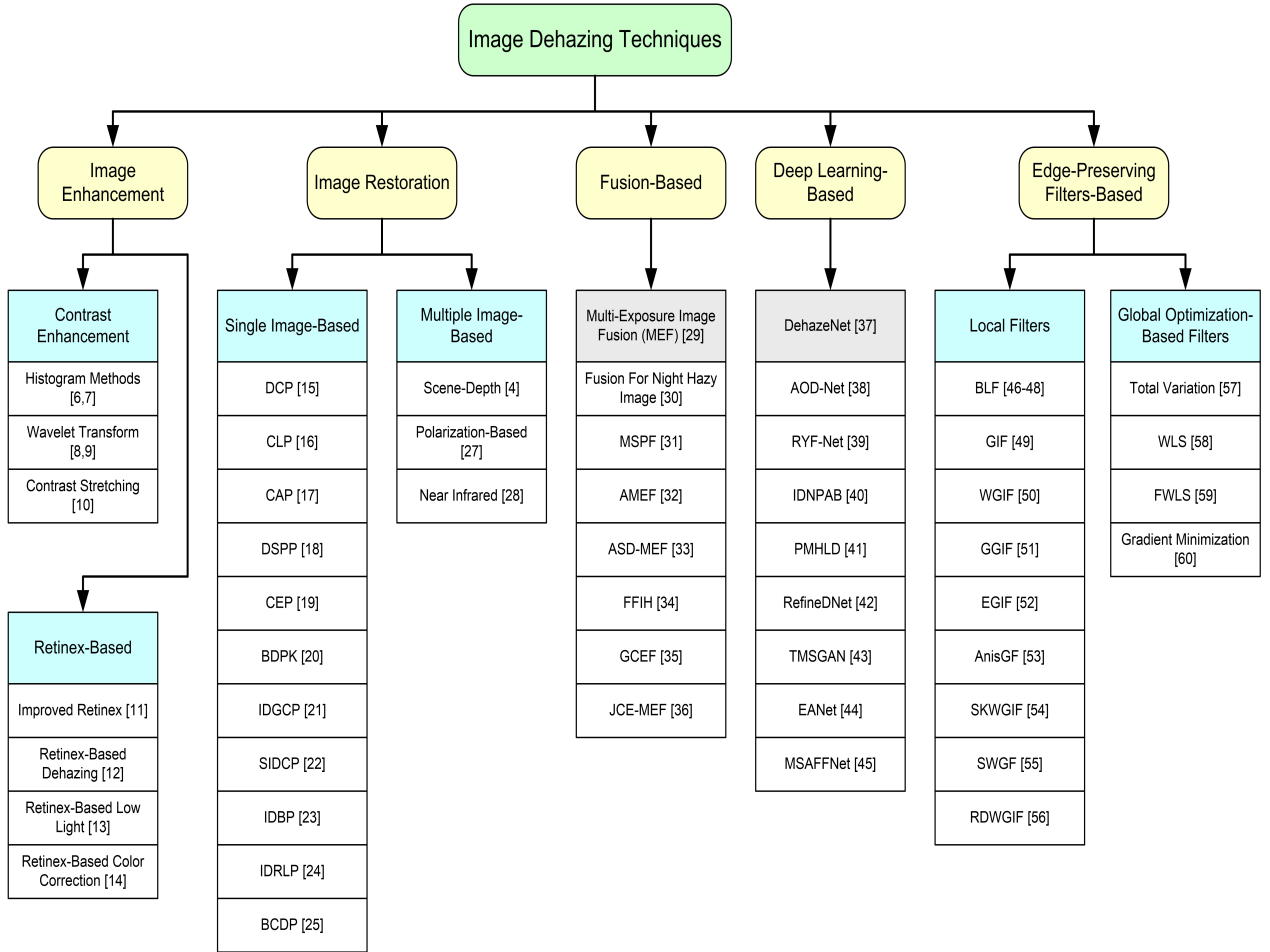 Image Dehazing Techniques
Image
Enhancement
Image Restoration
Fusion-Based
Deep Learning-
Based
Edge-Preserving
Filters-Based
Contrast
Enhancement
Histogram Methods
[6,7]
Wavelet Transform
[8,9]
Contrast Stretching
[10]
Retinex-Based
Improved Retinex [11]
Retinex-Based
Dehazing [12]
Retinex-Based Low
Light [13]
Retinex-Based Color
Correction [14]
Single Image-Based
DCP [15]
CLP [16]
CAP [17]
DSPP [18]
CEP [19]
BDPK [20]
IDGCP [21]
SIDCP [22]
IDBP [23]
IDRLP [24]
BCDP [25]
Multiple Image-
Based
Scene-Depth [4]
Polarization-Based
[27]
Near Infrared [28]
Multi-Exposure Image
Fusion (MEF) [29]
Fusion For Night Hazy
Image [30]
MSPF [31]
AMEF [32]
ASD-MEF [33]
FFIH [34]
GCEF [35]
JCE-MEF [36]
DehazeNet [37]
AOD-Net [38]
RYF-Net [39]
IDNPAB [40]
PMHLD [41]
RefineDNet [42]
TMSGAN [43]
EANet [44]
MSAFFNet [45]
Local Filters
BLF [46-48]
GIF [49]
WGIF [50]
GGIF [51]
EGIF [52]
AnisGF [53]
SKWGIF [54]
SWGF [55]
RDWGIF [56]
Global Optimization-
Based Filters
Total Variation [57]
WLS [58]
FWLS [59]
Gradient Minimization
[60]